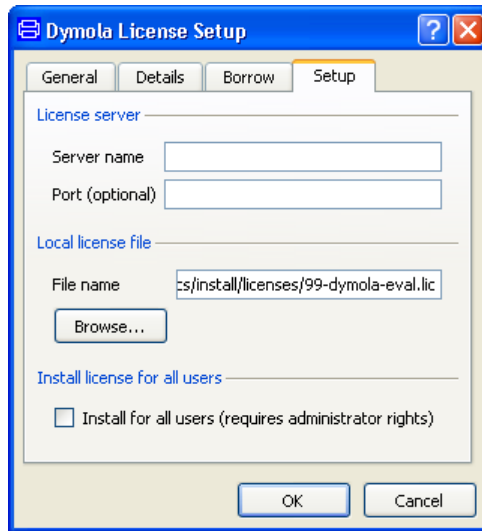 Dymola License Setup
General Details Borrow Setup
License server
Server name
Port (optional)
Local license file
File name :s/install/licenses/99-dymola-eval.lic
Browse...
Install license for all users
Install for all users (requires administrator rights)
OK Cancel